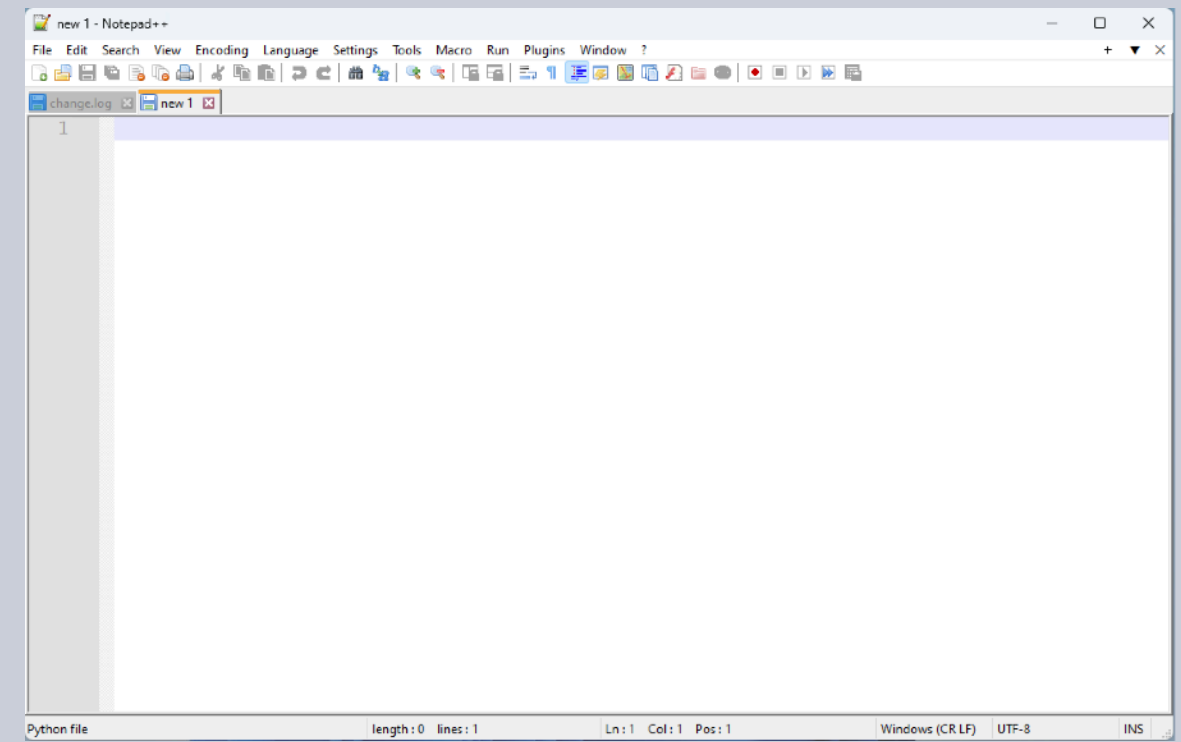 new 1 - Notepad++
File Edit Search View Encoding Language Settings Tools Macro Run Plugins Window ?
change.log new 1
1
Python file length : 0 lines : 1 Ln : 1 Col : 1 Pos : 1 Windows (CR LF) UTF-8 INS